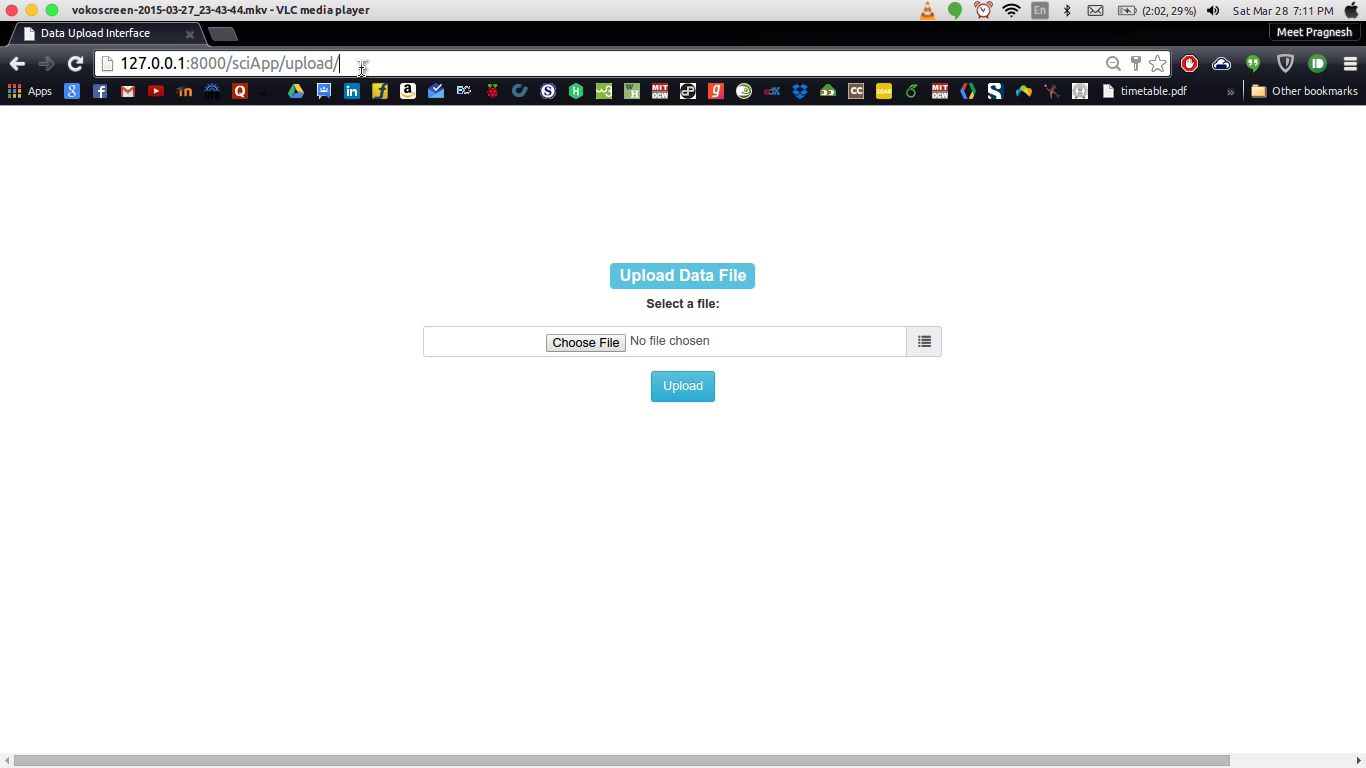 vokoscreen-2015-03-27_23-43-44.mkv - VLC media player
En
(2:02, 29%)
Sat Mar 28 7:11 PM
Data Upload Interface
Meet Pragnesh
127.0.0.1:8000/sciApp/upload/
Apps
timetable.pdf
»
Other bookmarks
Upload Data File
Select a file:
Choose File No file chosen
Upload